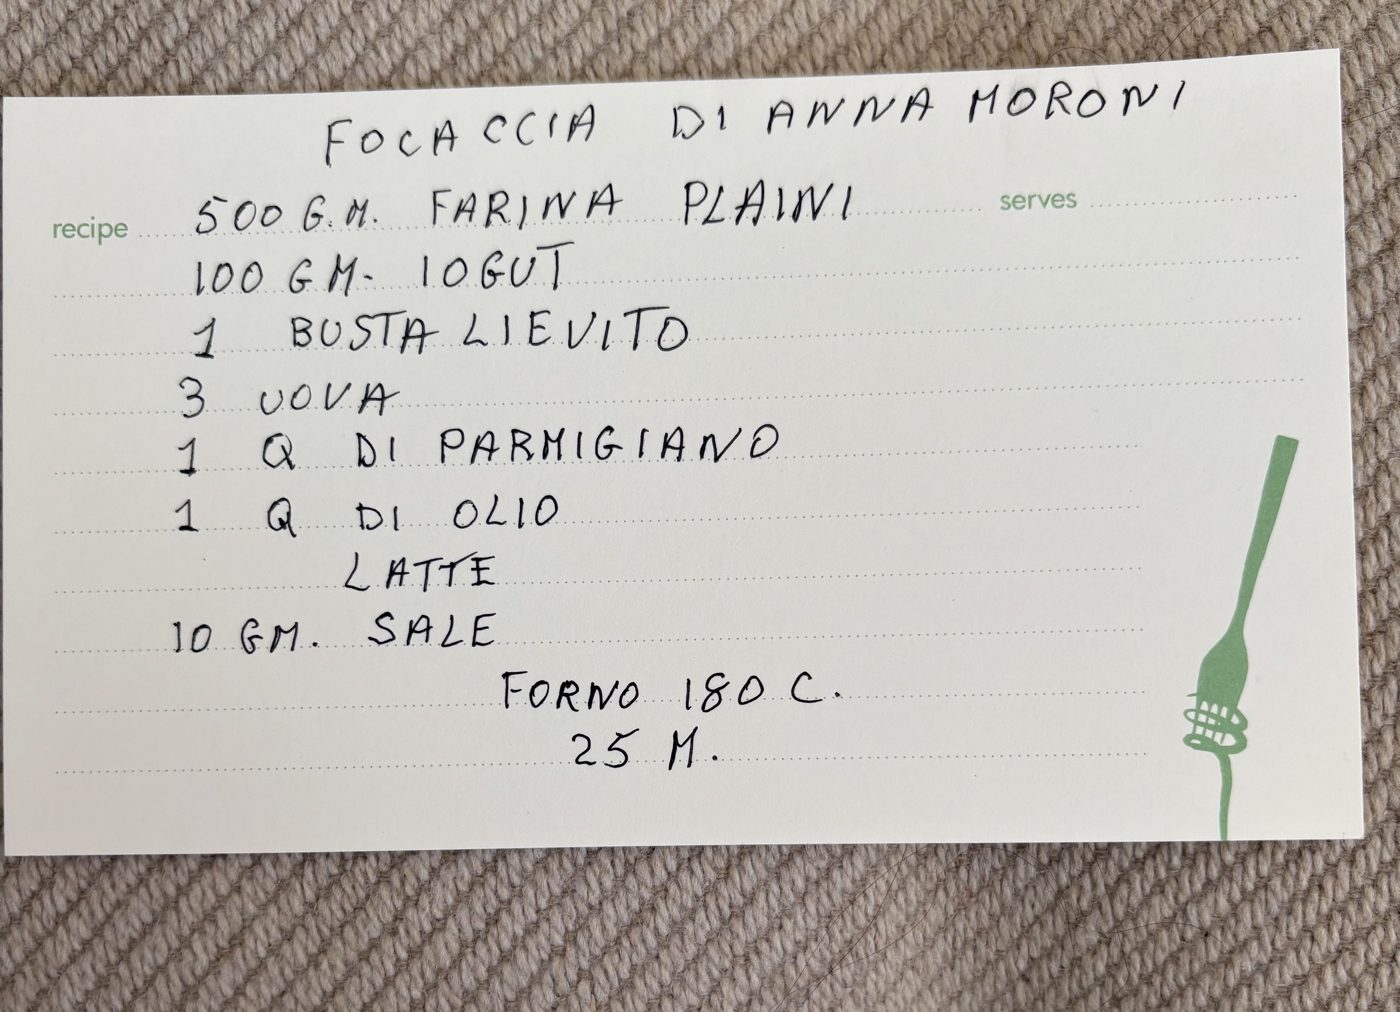 FOCACCIA DI ANNA MORONI
recipe 500 G.M. FARINA PLAINI serves
100 GM. IOGUT
1 BUSTA LIEVITO
3 UOVA
1 Q DI PARMIGIANO
1 Q DI OLIO
LATTE
10 GM. SALE
FORNO 180 C.
25 M.